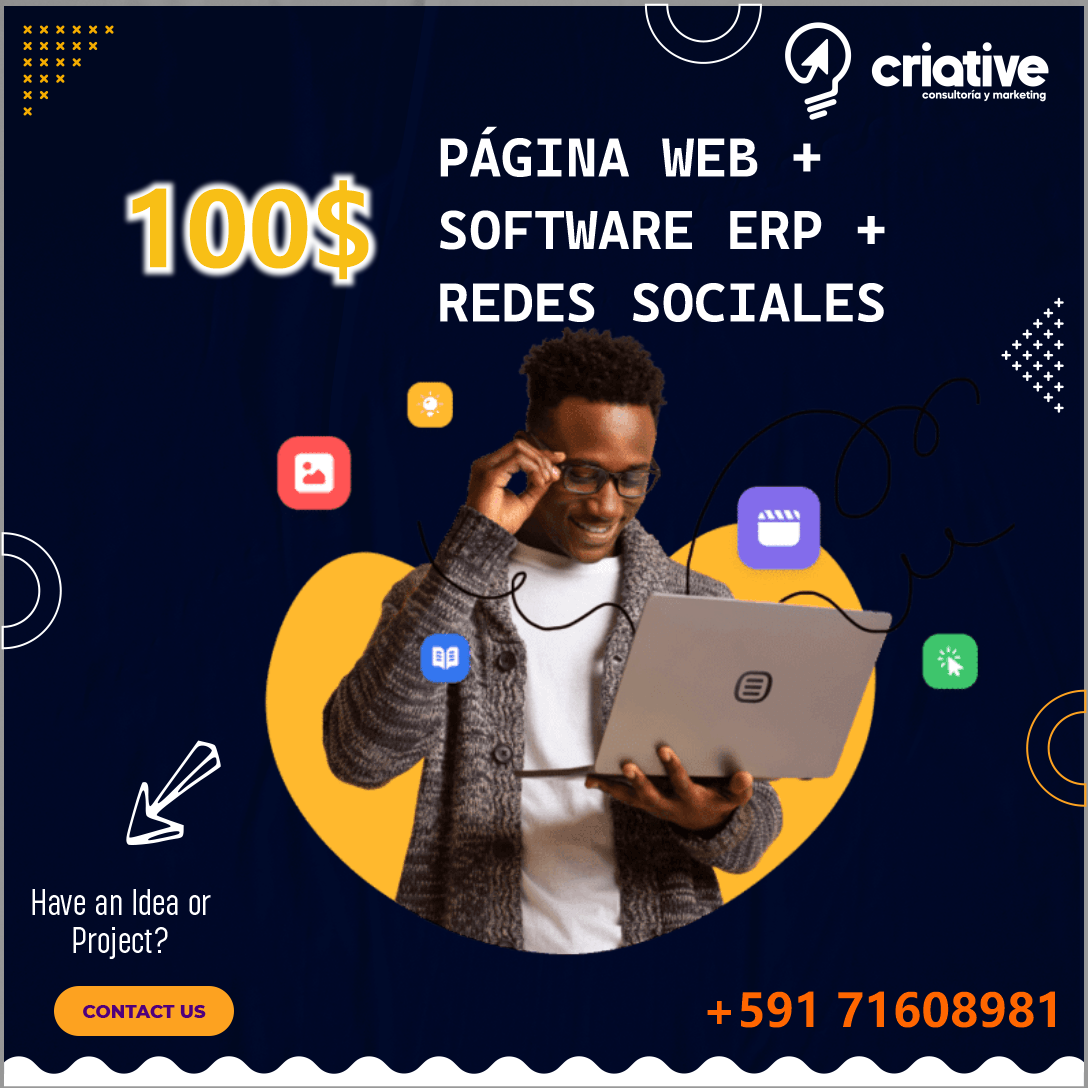 criative
consultoría y marketing
PÁGINA WEB +
100$
SOFTWARE ERP +
REDES SOCIALES
Have an Idea or
Project?
CONTACT US
+591 71608981